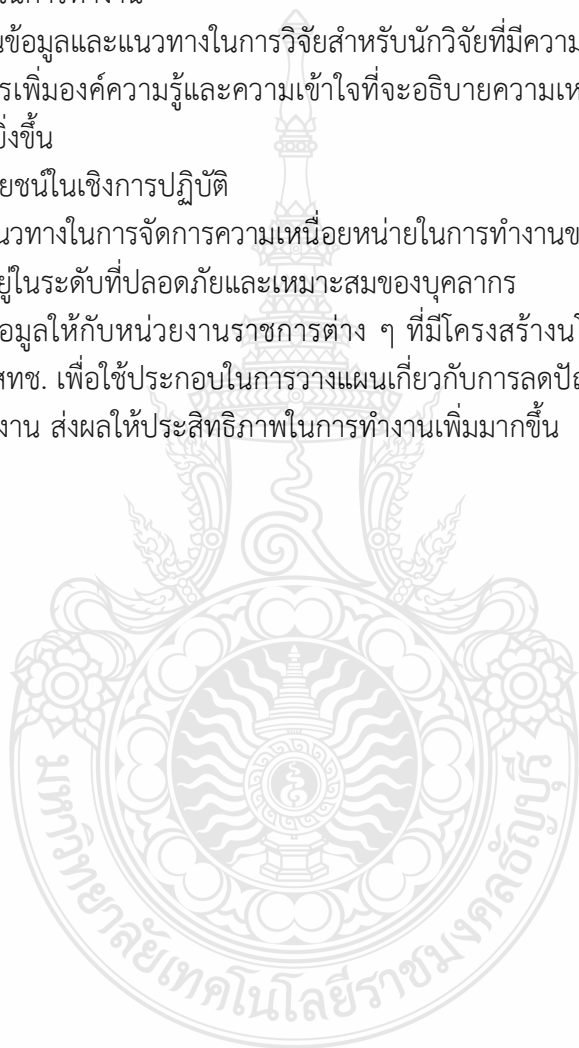 ในการทำงาน
นข้อมูลและแนวทางในการวิจัยสำหรับนักวิจัยที่มีความ
รเพิ่มองค์ความรู้และความเข้าใจที่จะอธิบายความเห
ยิ่งขึ้น
ยชน์ในเชิงการปฏิบัติ
นวทางในการจัดการความเหนื่อยหน่ายในการทำงานข
ยู่ในระดับที่ปลอดภัยและเหมาะสมของบุคลากร
อมูลให้กับหน่วยงานราชการต่าง ๆ ที่มีโครงสร้างน
สทช. เพื่อใช้ประกอบในการวางแผนเกี่ยวกับการลดปัญ
งาน ส่งผลให้ประสิทธิภาพในการทำงานเพิ่มมากขึ้น
มหาวิทยาลัยเทคโนโลยีราชมงคลธัญบุรี